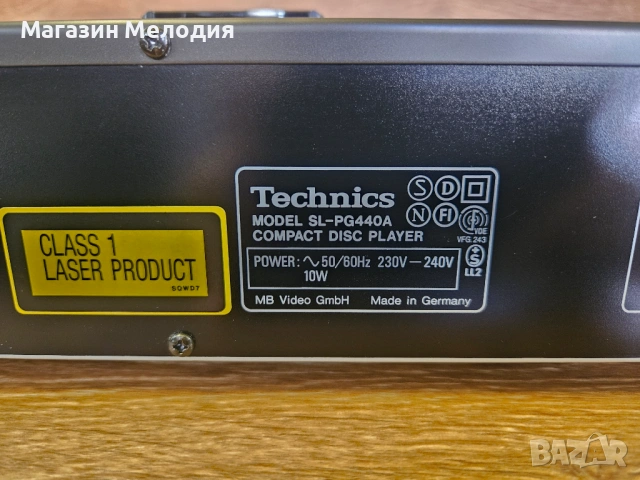 Магазин Мелодия
Technics
MODEL SL-PG440A
COMPACT DISC PLAYER
POWER: ∿50/60Hz 230V–240V
10W
MB Video GmbH Made in Germany
S D
N FI
VDE
VFG.243
S
LL2
CLASS 1
LASER PRODUCT
SQWD7
BAZAR